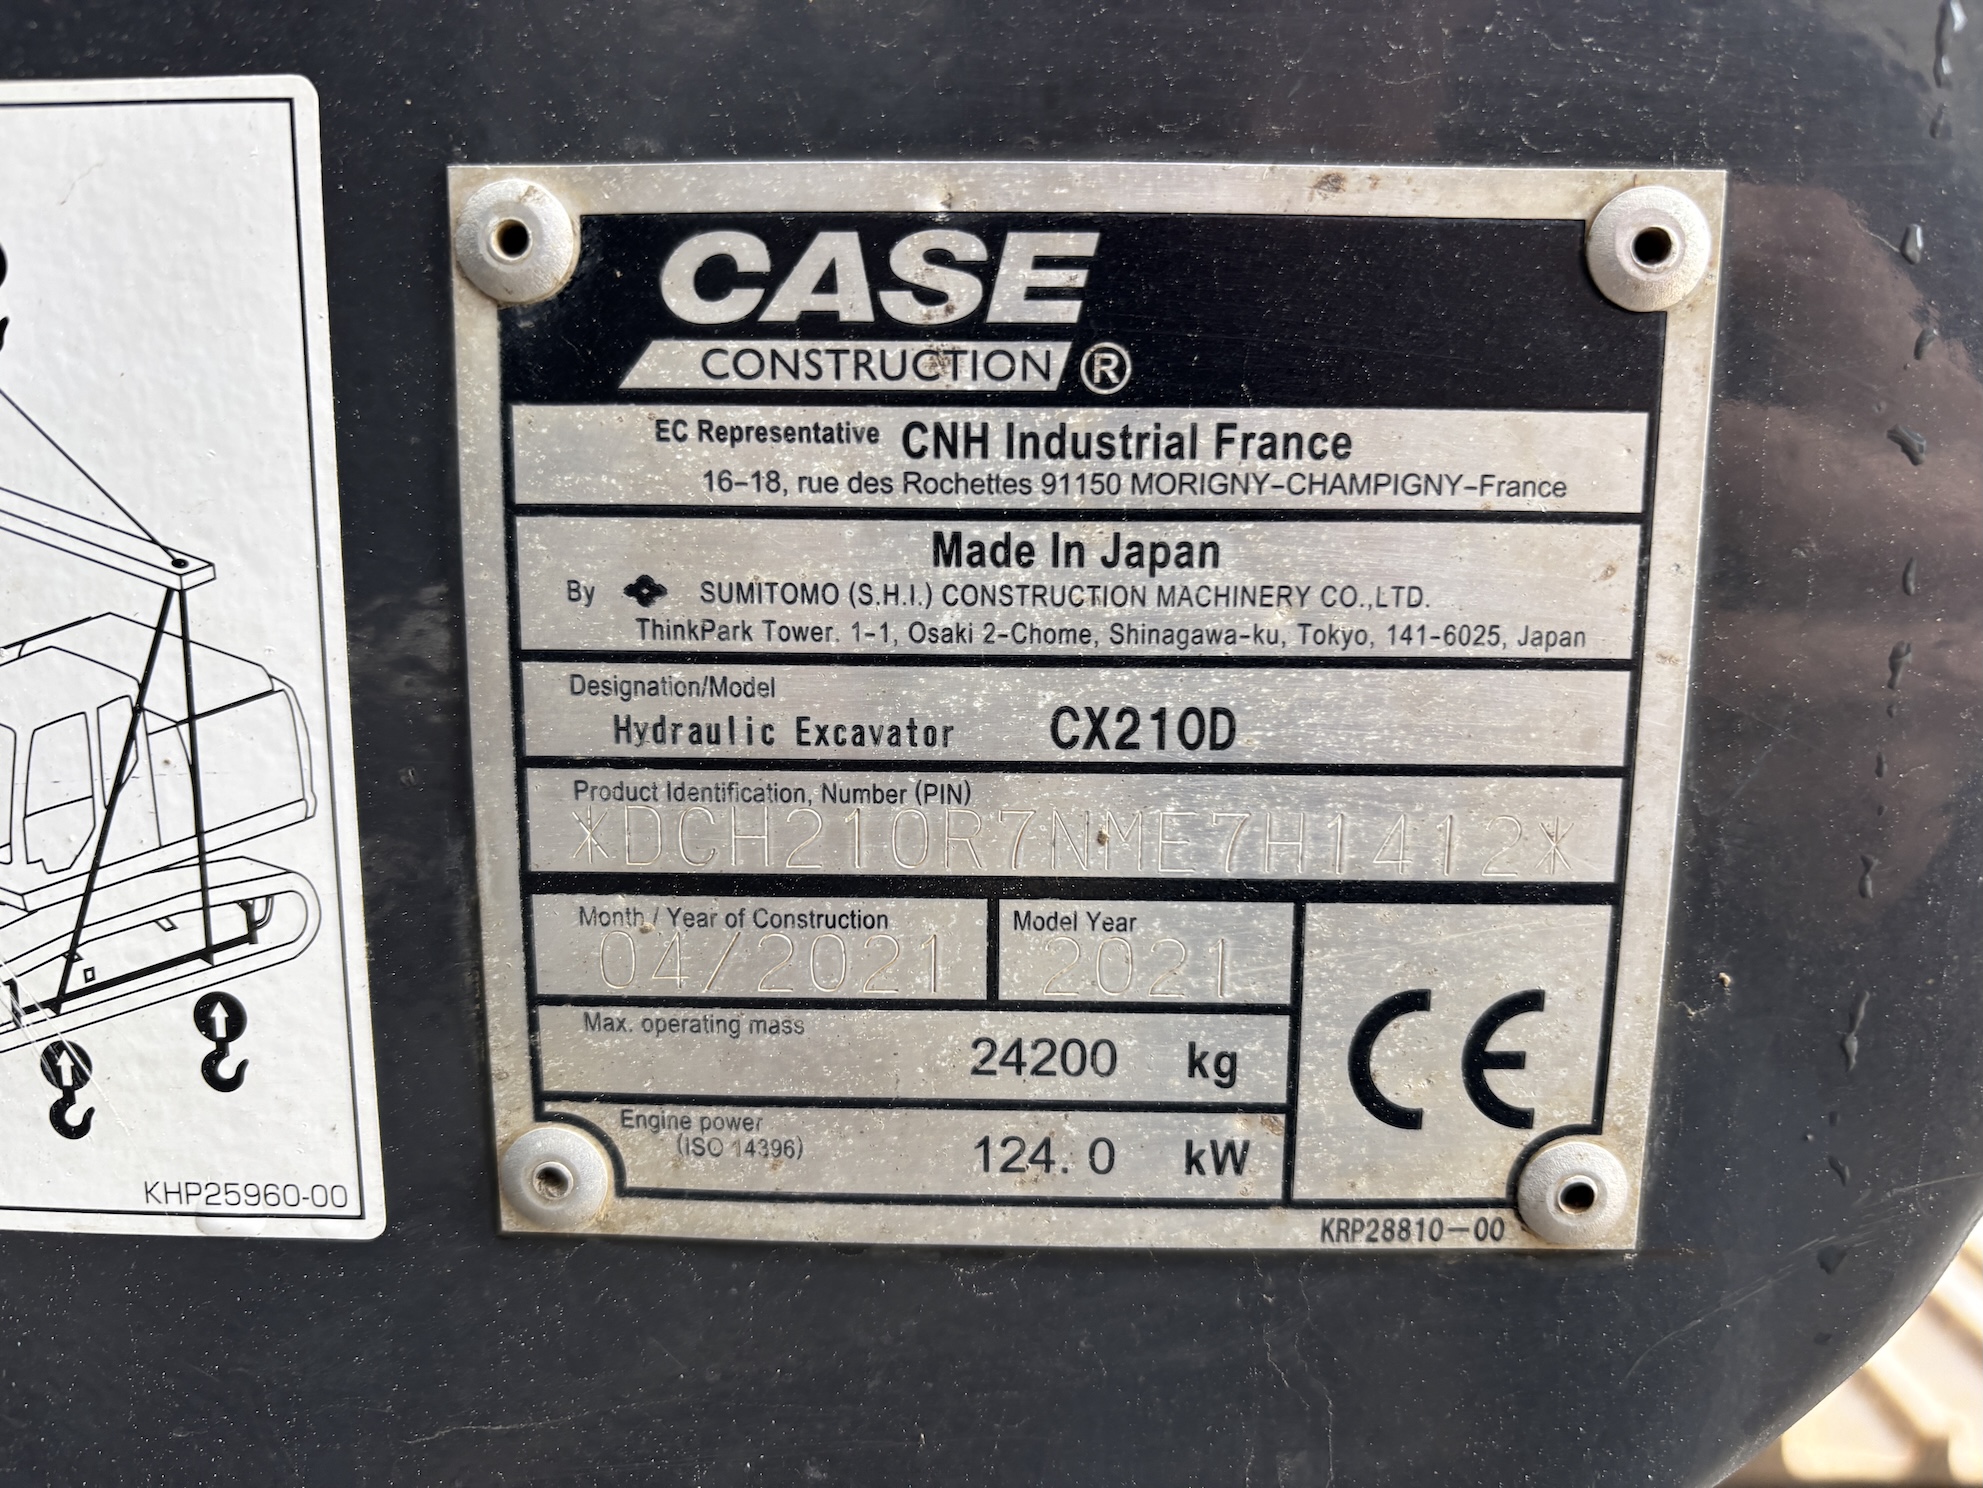 CASE
CONSTRUCTION ®
EC Representative CNH Industrial France
16-18, rue des Rochettes 91150 MORIGNY-CHAMPIGNY-France
Made In Japan
By SUMITOMO (S.H.I.) CONSTRUCTION MACHINERY CO.,LTD.
ThinkPark Tower. 1-1, Osaki 2-Chome, Shinagawa-ku, Tokyo, 141-6025, Japan
Designation/Model
Hydraulic Excavator CX210D
Product Identification, Number (PIN)
*DCH210R7NME7H1412*
Month / Year of Construction Model Year
04/2021 2021
Max. operating mass
24200 kg
Engine power
(ISO 14396)
124.0 kW
CE
KRP28810-00
KHP25960-00